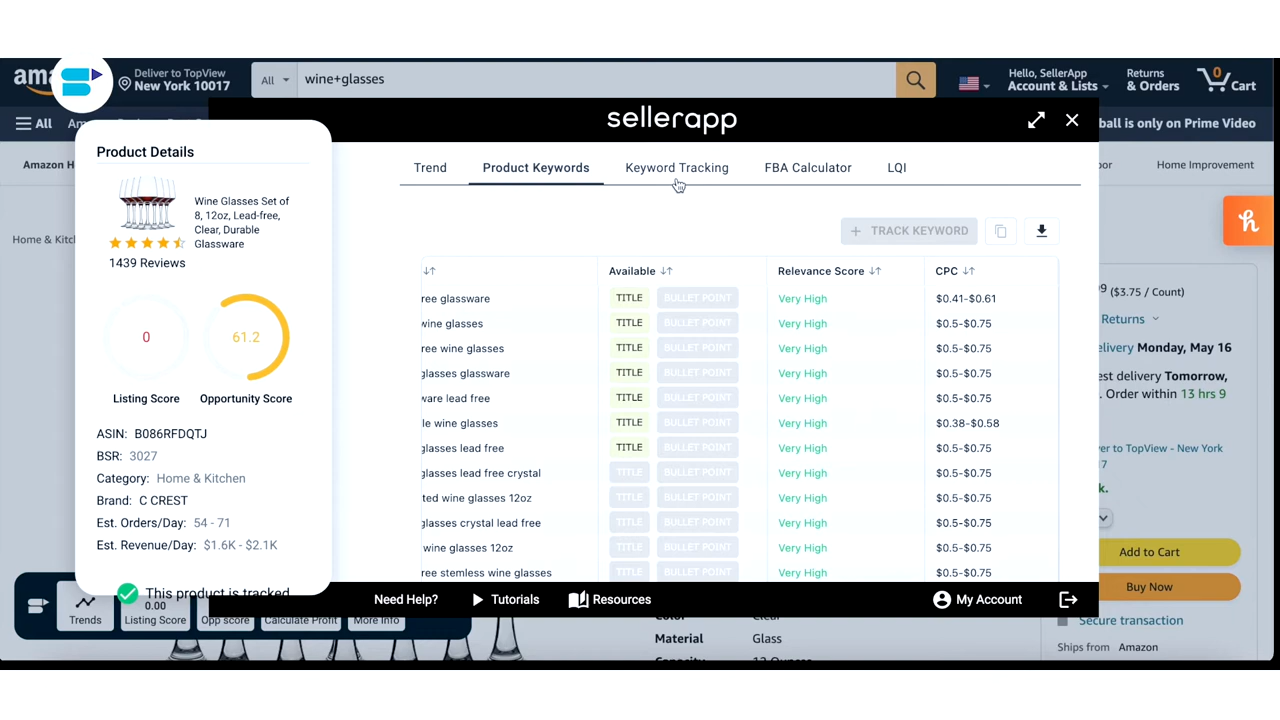 ama
Deliver to TopView
New York 10017
All
wine+glasses
Hello, SellerApp
Account & Lists
Returns
& Orders
0
Cart
All
sellerapp
ball is only on Prime Video
Amazon H
Home Improvement
Home & Kitc
Product Details
Wine Glasses Set of
8, 12oz, Lead-free,
Clear, Durable
Glassware
1439 Reviews
0
61.2
Listing Score
Opportunity Score
ASIN: B086RFDQTJ
BSR: 3027
Category: Home & Kitchen
Brand: C CREST
Est. Orders/Day: 54 - 71
Est. Revenue/Day: $1.6K - $2.1K
This product is tracked
Trend
Product Keywords
Keyword Tracking
FBA Calculator
LQI
+ TRACK KEYWORD
Available
Relevance Score
CPC
ree glassware TITLE BULLET POINT Very High $0.41-$0.61
wine glasses TITLE BULLET POINT Very High $0.5-$0.75
ree wine glasses TITLE BULLET POINT Very High $0.5-$0.75
glasses glassware TITLE BULLET POINT Very High $0.5-$0.75
ware lead free TITLE BULLET POINT Very High $0.5-$0.75
le wine glasses TITLE BULLET POINT Very High $0.38-$0.58
glasses lead free TITLE BULLET POINT Very High $0.5-$0.75
glasses lead free crystal TITLE BULLET POINT Very High $0.5-$0.75
ted wine glasses 12oz TITLE BULLET POINT Very High $0.5-$0.75
glasses crystal lead free TITLE BULLET POINT Very High $0.5-$0.75
wine glasses 12oz TITLE BULLET POINT Very High $0.5-$0.75
ree stemless wine glasses TITLE BULLET POINT Very High $0.5-$0.75
h
($3.75 / Count)
Returns
elivery Monday, May 16
est delivery Tomorrow,
. Order within 13 hrs 9
er to TopView - New York
7
k.
Add to Cart
Buy Now
Secure transaction
Ships from Amazon
Need Help?
Tutorials
Resources
My Account
Trends
0.00
Listing Score
Opp score
Calculate Profit
More Info
Material Glass